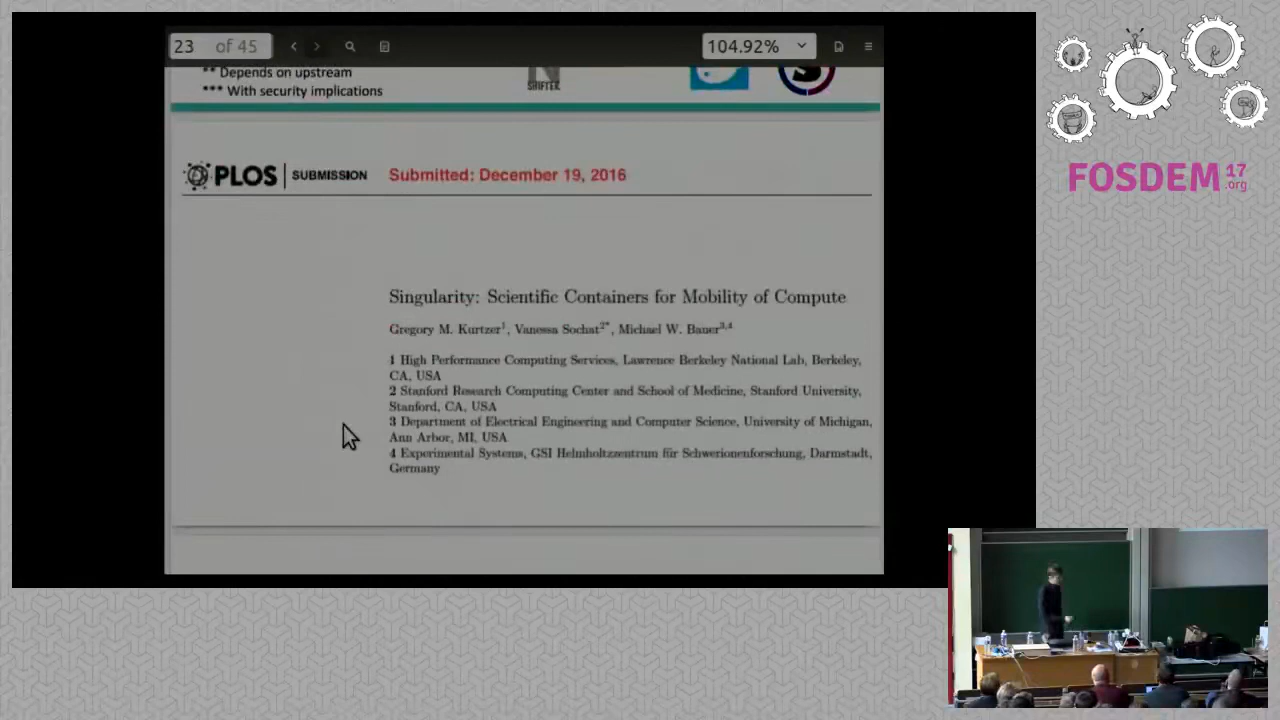 23 of 45
104.92%
** Depends on upstream
*** With security implications
SHIFTER
PLOS SUBMISSION Submitted: December 19, 2016
Singularity: Scientific Containers for Mobility of Compute
Gregory M. Kurtzer1, Vanessa Sochat2*, Michael W. Bauer3,4
1 High Performance Computing Services, Lawrence Berkeley National Lab, Berkeley,
CA, USA
2 Stanford Research Computing Center and School of Medicine, Stanford University,
Stanford, CA, USA
3 Department of Electrical Engineering and Computer Science, University of Michigan,
Ann Arbor, MI, USA
4 Experimental Systems, GSI Helmholtzzentrum für Schwerionenforschung, Darmstadt,
Germany
FOSDEM 17
.org